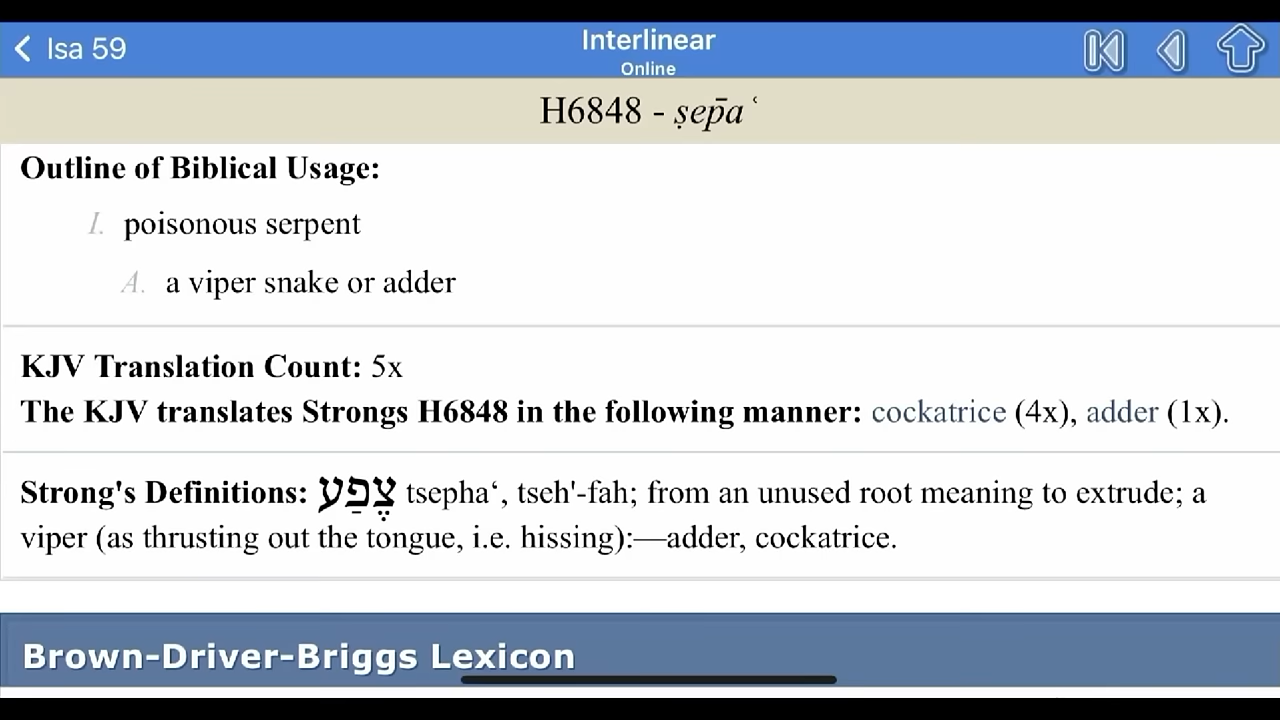 Isa 59
Interlinear
Online
H6848 - ṣep̄aʿ
Outline of Biblical Usage:
I. poisonous serpent
A. a viper snake or adder
KJV Translation Count: 5x
The KJV translates Strongs H6848 in the following manner: cockatrice (4x), adder (1x).
Strong's Definitions: צֶפַע tsephaʻ, tseh'-fah; from an unused root meaning to extrude; a
viper (as thrusting out the tongue, i.e. hissing):—adder, cockatrice.
Brown-Driver-Briggs Lexicon